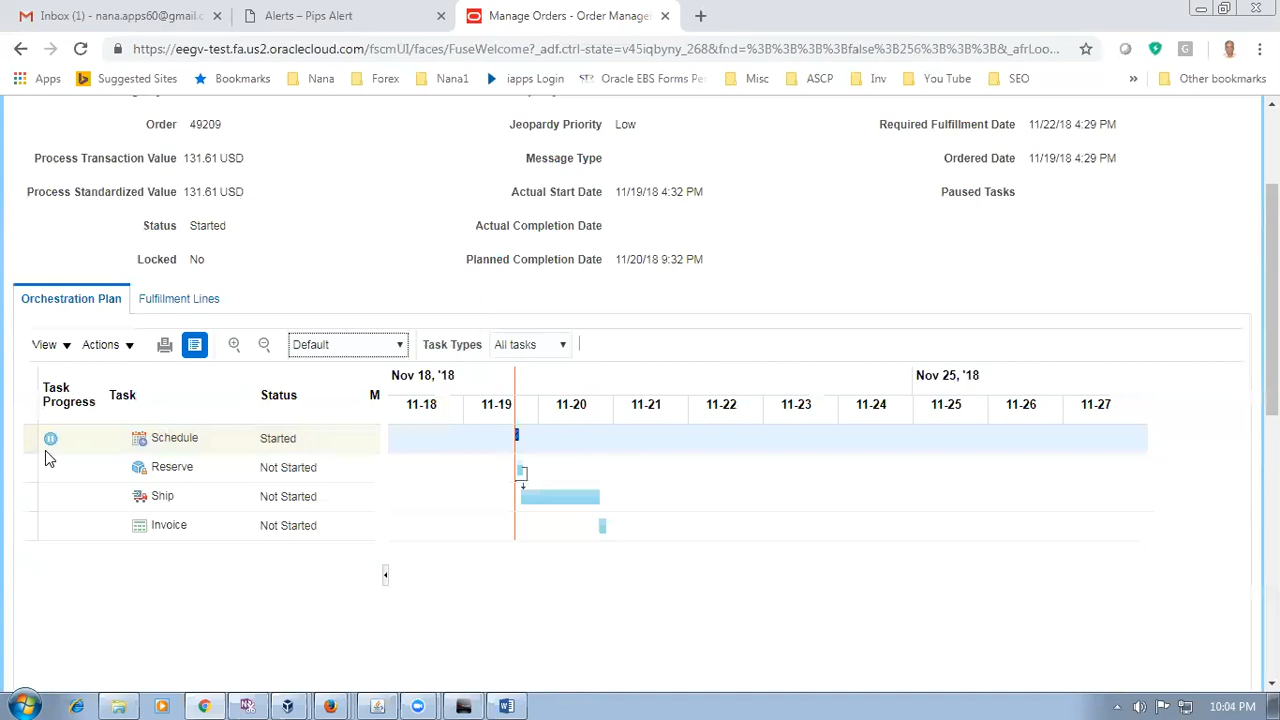 Inbox (1) - nana.apps60@gmail.c
Alerts – Pips Alert
Manage Orders - Order Manage
https://eegv-test.fa.us2.oraclecloud.com/fscmUI/faces/FuseWelcome?_adf.ctrl-state=v45iqbyny_268&fnd=%3B%3B%3B%3Bfalse%3B256%3B%3B%3B&_afrLoo...
Apps
Suggested Sites
Bookmarks
Nana
Forex
Nana1
iapps Login
Oracle EBS Forms Pe
Misc
ASCP
Inv
You Tube
SEO
»
Other bookmarks
Order 49209
Jeopardy Priority Low
Required Fulfillment Date 11/22/18 4:29 PM
Process Transaction Value 131.61 USD
Message Type
Ordered Date 11/19/18 4:29 PM
Process Standardized Value 131.61 USD
Actual Start Date 11/19/18 4:32 PM
Paused Tasks
Status Started
Actual Completion Date
Locked No
Planned Completion Date 11/20/18 9:32 PM
Orchestration Plan
Fulfillment Lines
View
Actions
Default
Task Types
All tasks
Task Progress
Task
Status
M
Nov 18, '18
Nov 25, '18
11-18 11-19 11-20 11-21 11-22 11-23 11-24 11-25 11-26 11-27
Schedule Started
Reserve Not Started
Ship Not Started
Invoice Not Started
10:04 PM